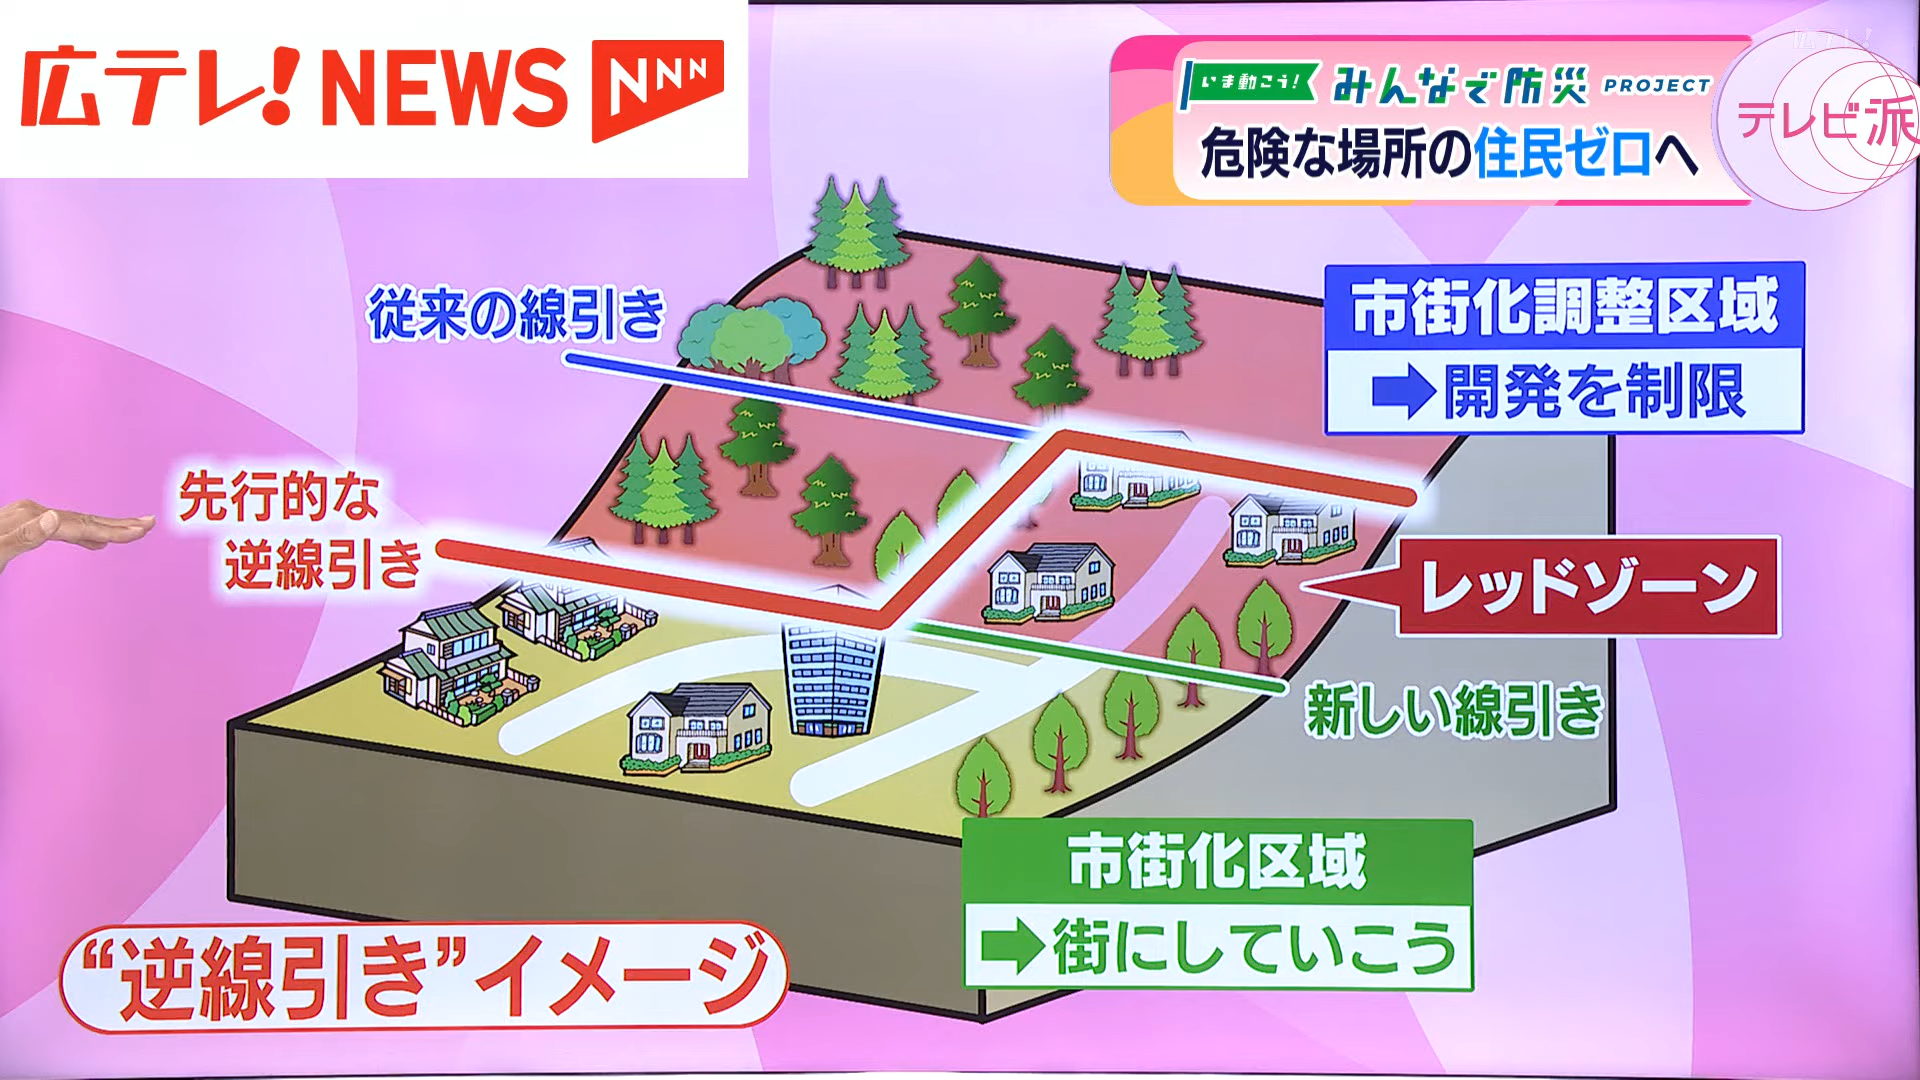 広テレ!NEWS NNN
いま動こう! みんなで防災 PROJECT
危険な場所の住民ゼロへ
広テレ!
テレビ派
従来の線引き
市街化調整区域
➡開発を制限
先行的な
逆線引き
レッドゾーン
新しい線引き
市街化区域
➡街にしていこう
“逆線引き”イメージ